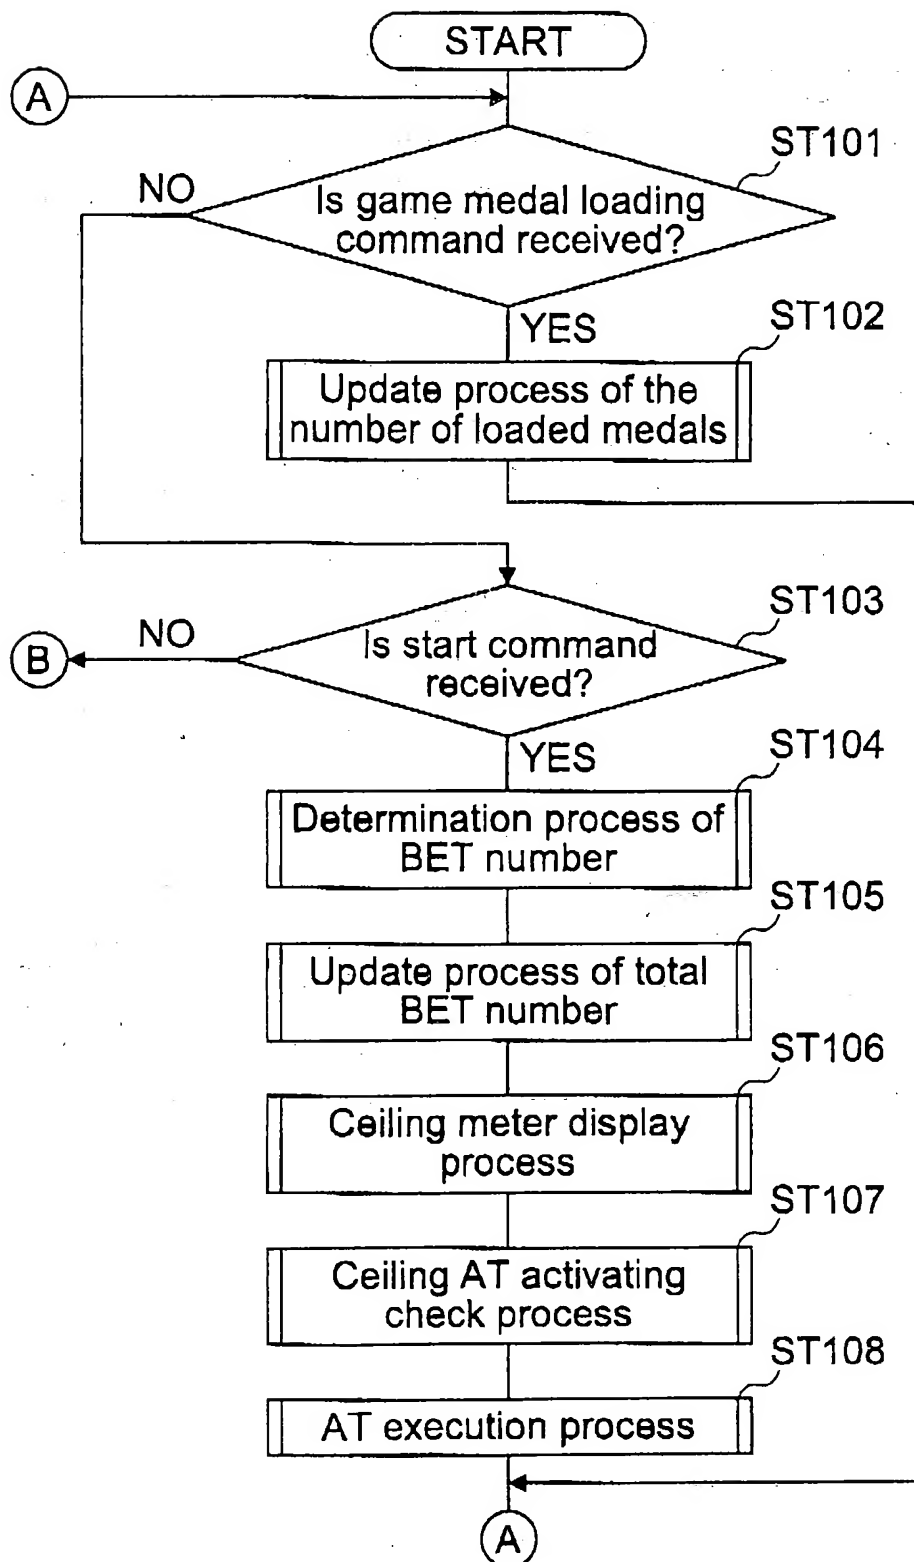 START
A
ST101
NO
Is game medal loading
command received?
YES
ST102
Update process of the
number of loaded medals
ST103
NO
B
Is start command
received?
YES
ST104
Determination process of
BET number
ST105
Update process of total
BET number
ST106
Ceiling meter display
process
ST107
Ceiling AT activating
check process
ST108
AT execution process
A